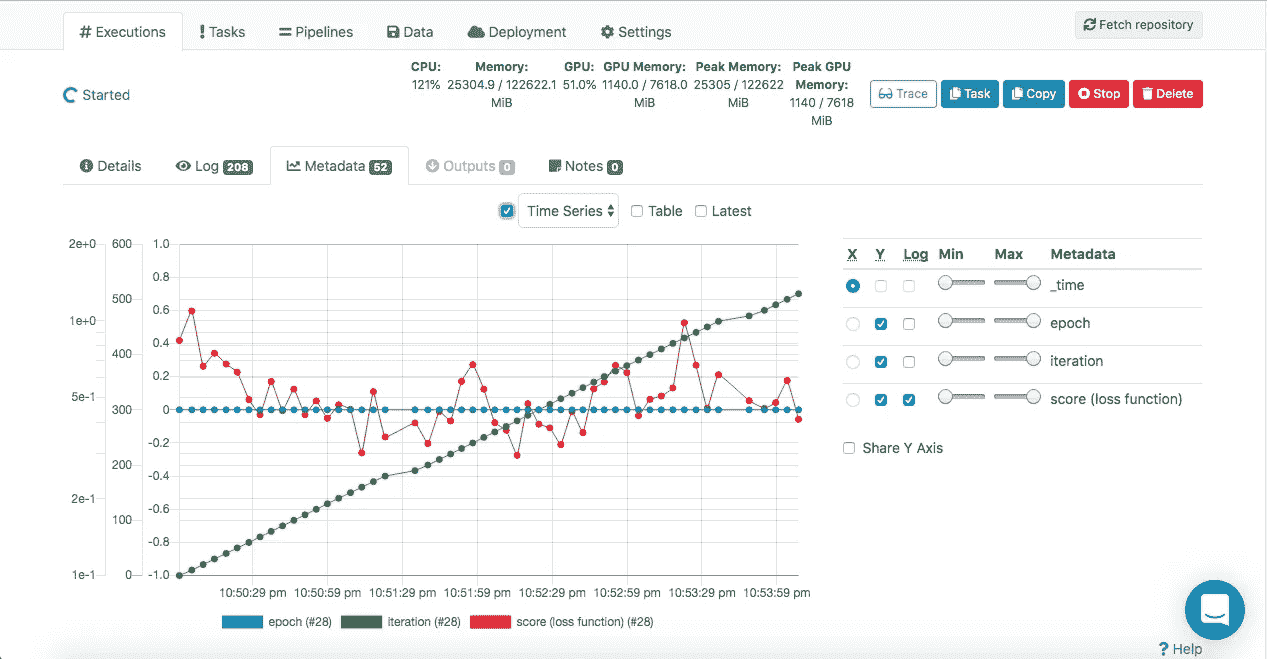 Executions Tasks Pipelines Data Deployment Settings Fetch repository
Started
CPU: Memory: GPU: GPU Memory: Peak Memory: Peak GPU Memory:
121% 25304.9 / 122622.1 MiB 51.0% 1140.0 / 7618.0 MiB 25305 / 122622 MiB 1140 / 7618 MiB
Trace Task Copy Stop Delete
Details Log 208 Metadata 52 Outputs 0 Notes 0
Time Series Table Latest
2e+0
1e+0
5e-1
2e-1
1e-1
600
500
400
300
200
100
0
1.0
0.8
0.6
0.4
0.2
0
-0.2
-0.4
-0.6
-0.8
-1.0
10:50:29 pm 10:50:59 pm 10:51:29 pm 10:51:59 pm 10:52:29 pm 10:52:59 pm 10:53:29 pm 10:53:59 pm
epoch (#28) iteration (#28) score (loss function) (#28)
X Y Log Min Max Metadata
_time
epoch
iteration
score (loss function)
Share Y Axis
? Help